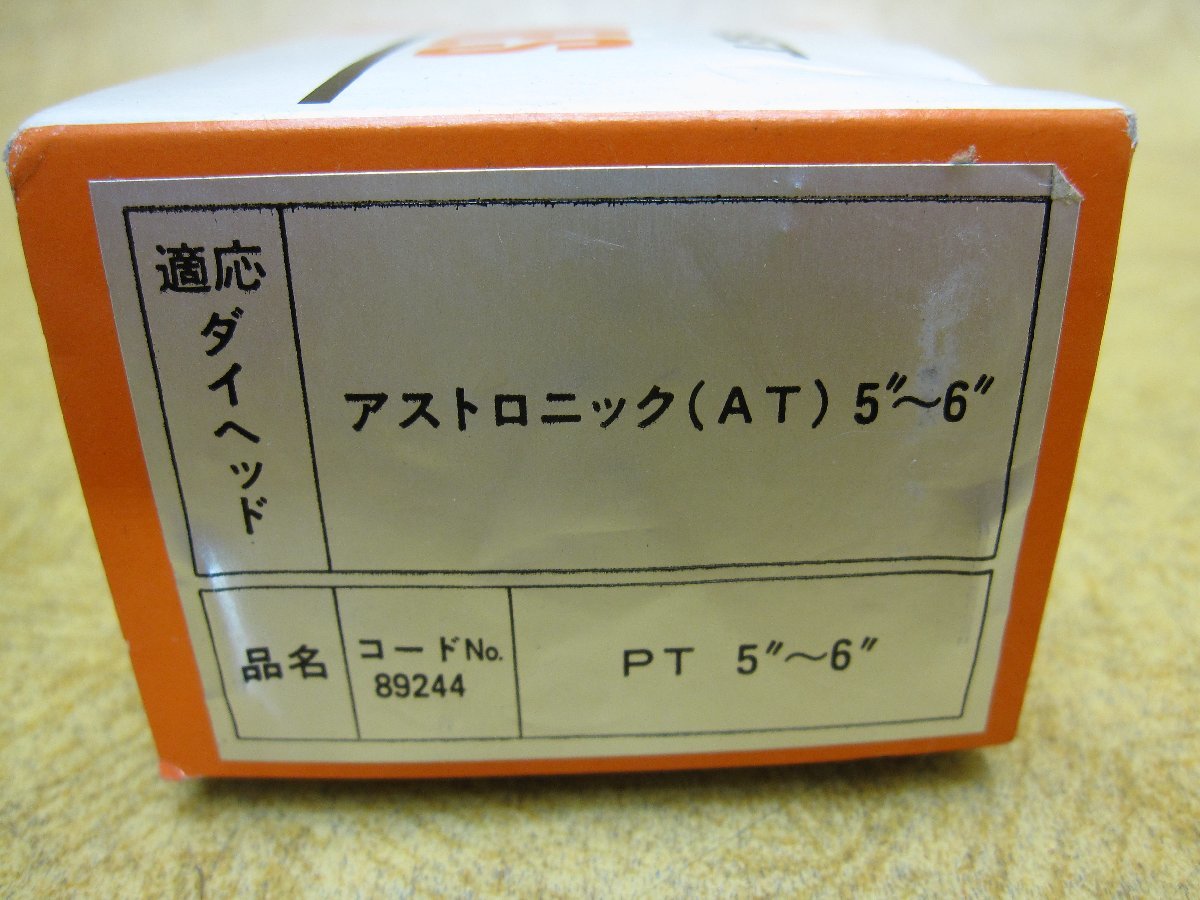 適応
ダイヘッド
アストロニック(AT) 5″〜6″
品名
コードNo.
89244
PT 5″〜6″